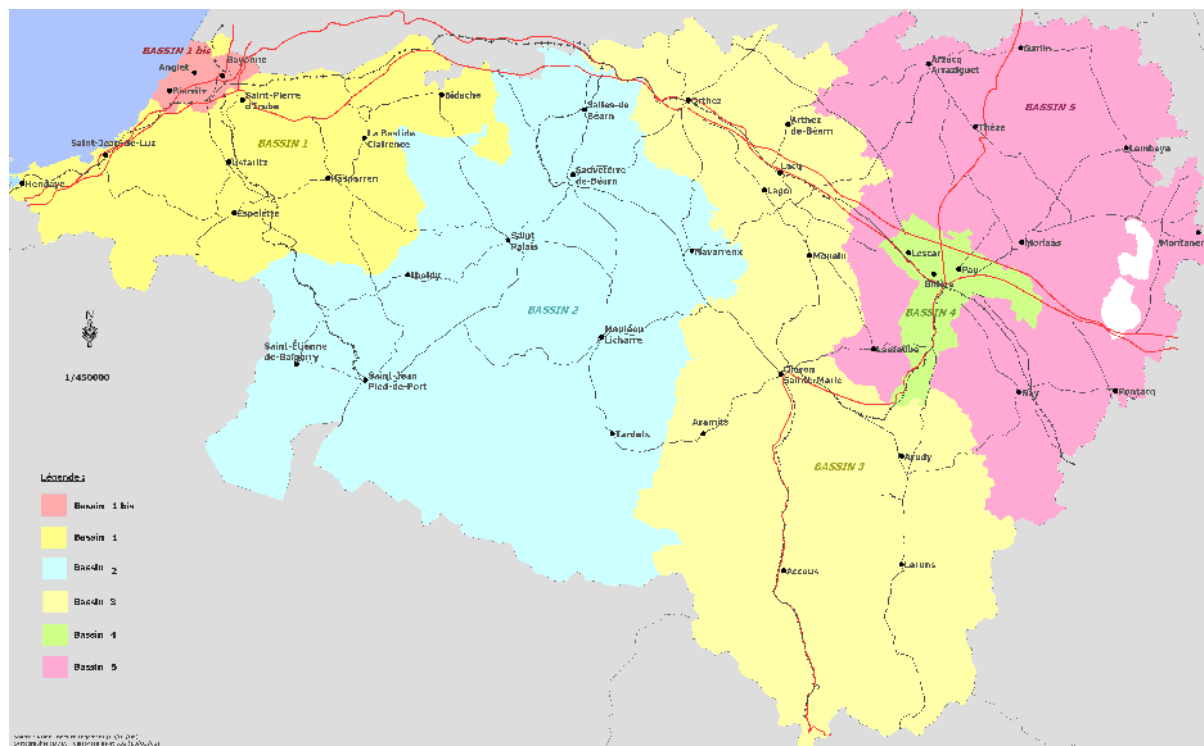 BASSIN 1 bis
Bayonne
Anglet
Biarritz
Saint-Pierre
d'Irube
Bidache
Saint-Jean-de-Luz
La Bastide
Clairence
BASSIN 1
Ustaritz
Hasparren
Hendaye
Espelette
Salies-de
Béarn
Sauveterre
de-Béarn
Orthez
Arthez
de-Béarn
Lacq
Lagor
Arzacq
Arraziguet
Garlin
BASSIN 5
Thèze
Lembeye
Saint
Palais
Iholdy
Navarrenx
Monein
Lescar
Pau
Billère
Morlaàs
Montaner
BASSIN 2
BASSIN 4
Mauléon
Licharre
Saint-Étienne
de-Baïgorry
Saint-Jean
Pied-de-Port
Lasseube
Oloron
Sainte-Marie
Nay
Pontacq
Tardets
Aramits
Arudy
BASSIN 3
Accous
Laruns
1/450000
Légende :
Bassin 1 bis
Bassin 1
Bassin 2
Bassin 3
Bassin 4
Bassin 5